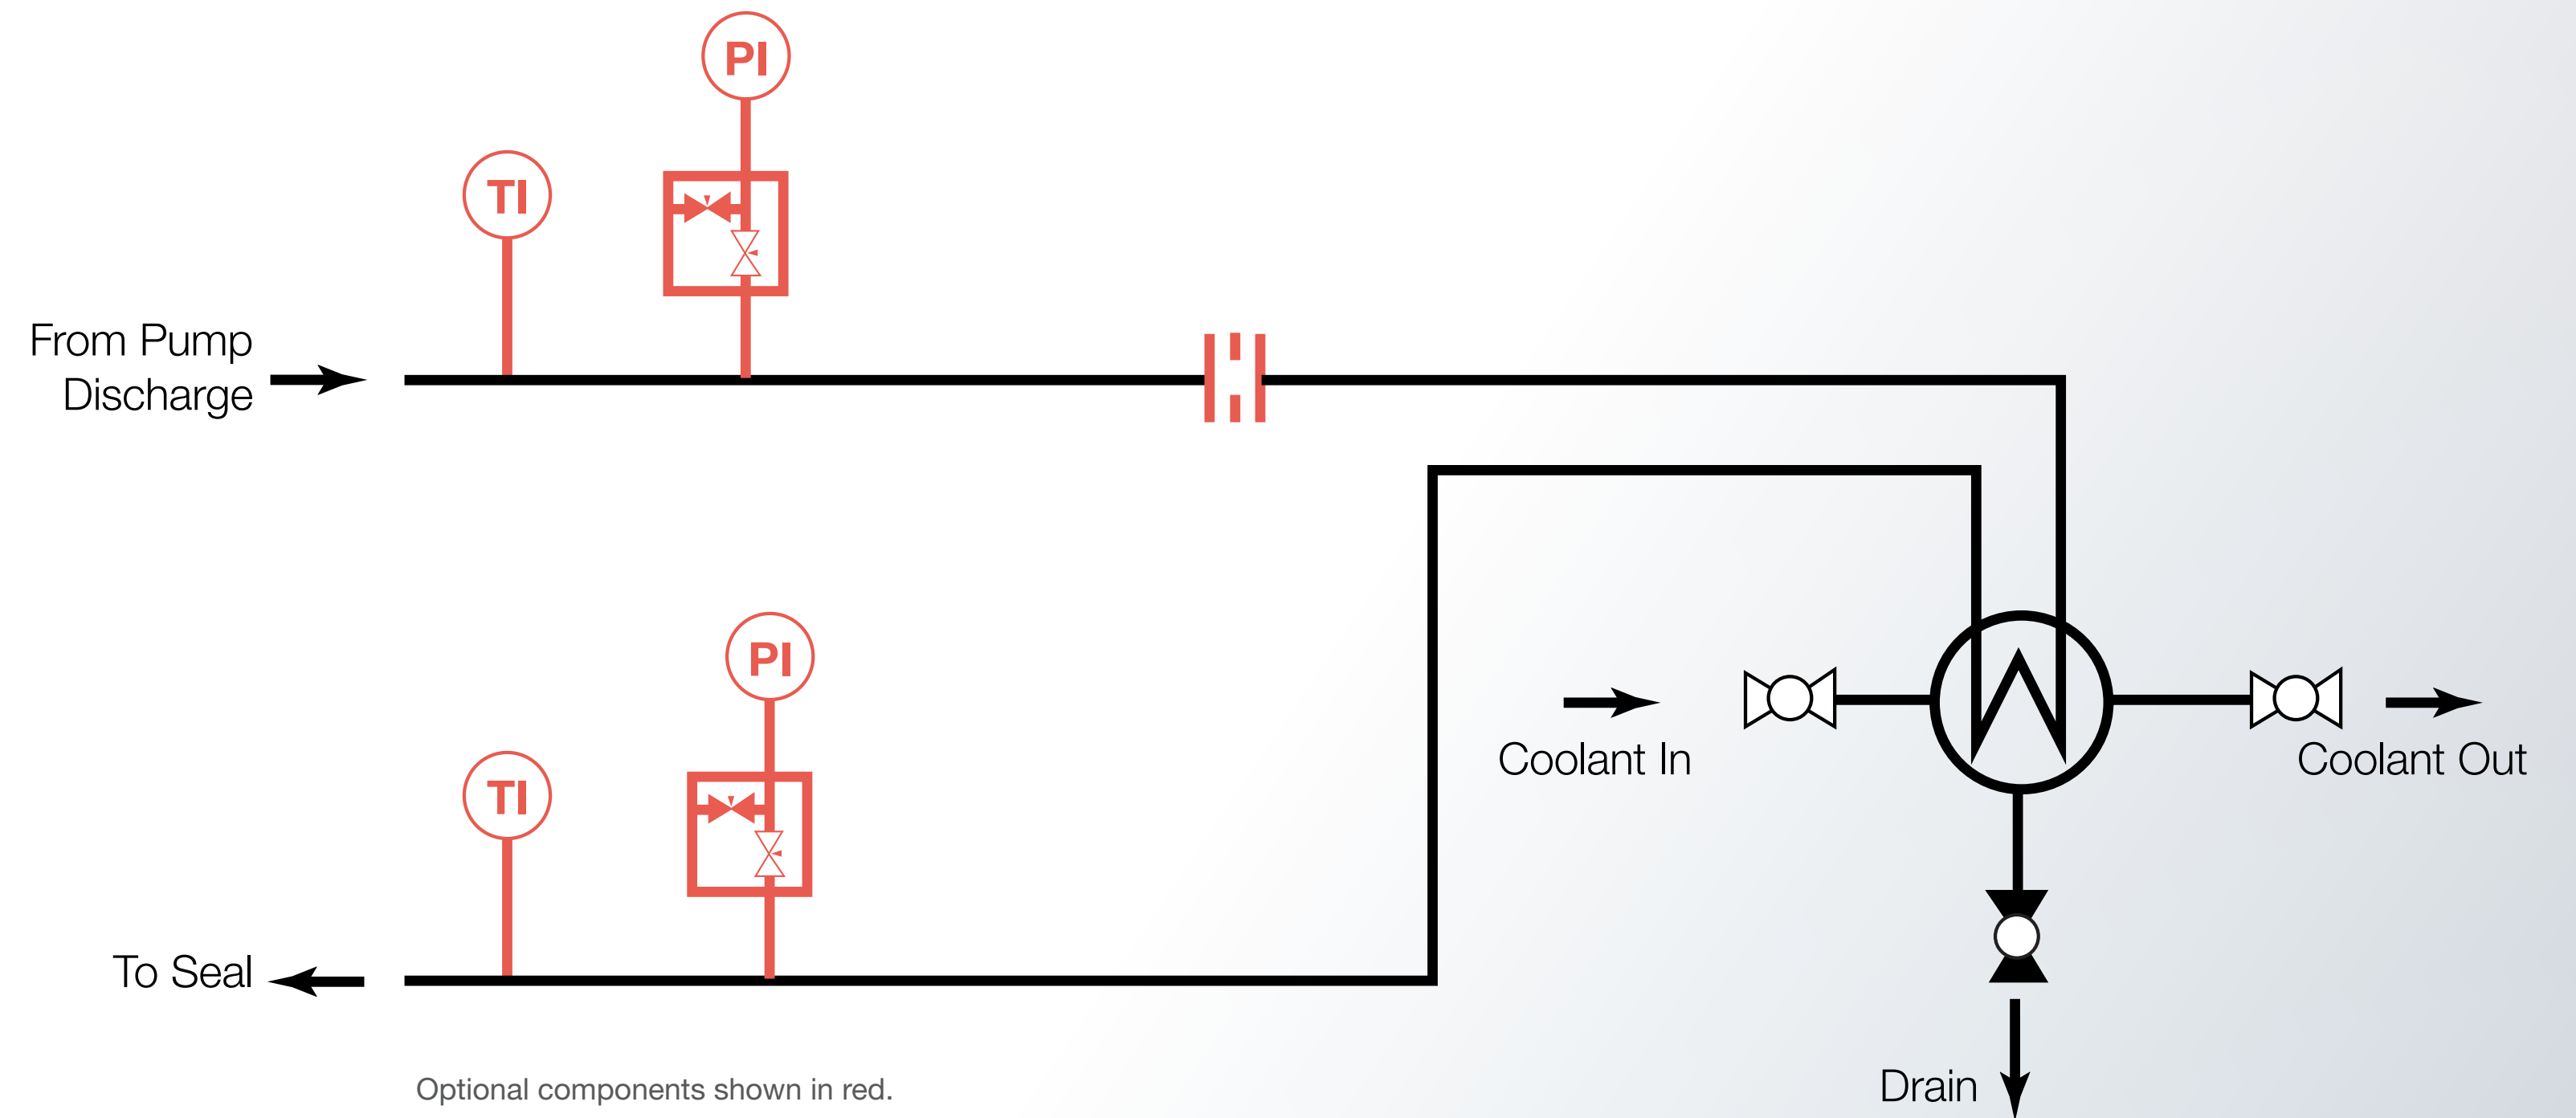 PI
TI
From Pump
Discharge
PI
TI
Coolant In
Coolant Out
To Seal
Drain
Optional components shown in red.